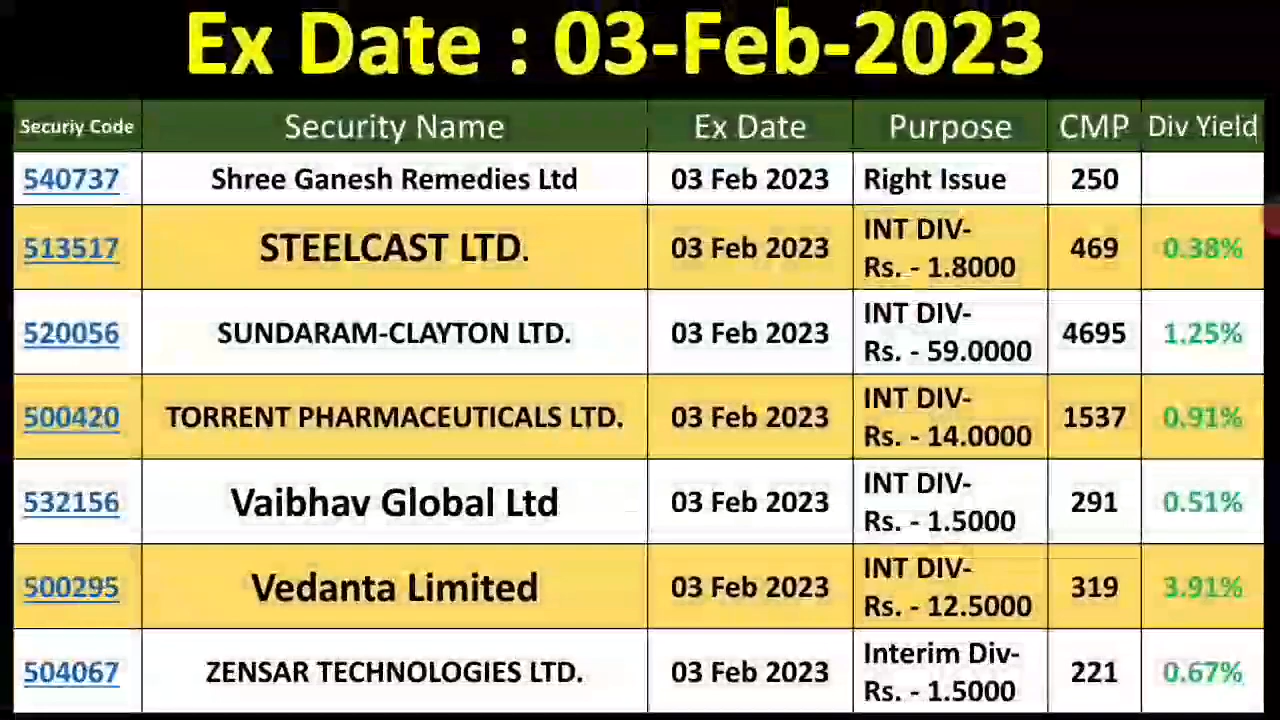 Ex Date : 03-Feb-2023
Securiy Code Security Name Ex Date Purpose CMP Div Yield
540737 Shree Ganesh Remedies Ltd 03 Feb 2023 Right Issue 250
513517 STEELCAST LTD. 03 Feb 2023 INT DIV- Rs. - 1.8000 469 0.38%
520056 SUNDARAM-CLAYTON LTD. 03 Feb 2023 INT DIV- Rs. - 59.0000 4695 1.25%
500420 TORRENT PHARMACEUTICALS LTD. 03 Feb 2023 INT DIV- Rs. - 14.0000 1537 0.91%
532156 Vaibhav Global Ltd 03 Feb 2023 INT DIV- Rs. - 1.5000 291 0.51%
500295 Vedanta Limited 03 Feb 2023 INT DIV- Rs. - 12.5000 319 3.91%
504067 ZENSAR TECHNOLOGIES LTD. 03 Feb 2023 Interim Div- Rs. - 1.5000 221 0.67%